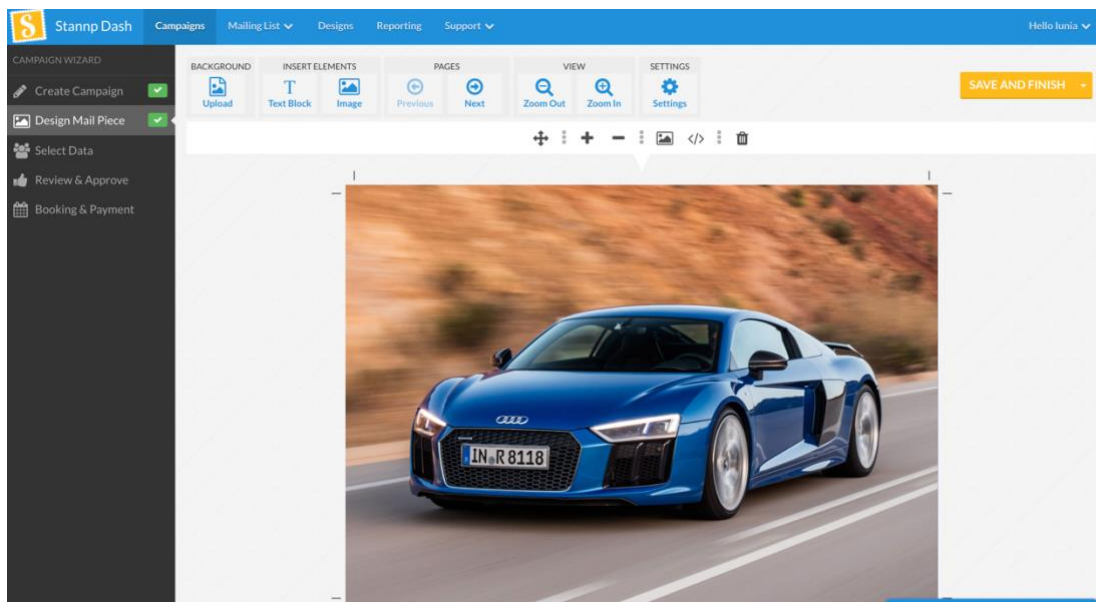 S Stannp Dash Campaigns Mailing List Designs Reporting Support Hello Iunia
CAMPAIGN WIZARD
Create Campaign
Design Mail Piece
Select Data
Review & Approve
Booking & Payment
BACKGROUND INSERT ELEMENTS PAGES VIEW SETTINGS
Upload Text Block Image Previous Next Zoom Out Zoom In Settings
SAVE AND FINISH
IN R 8118